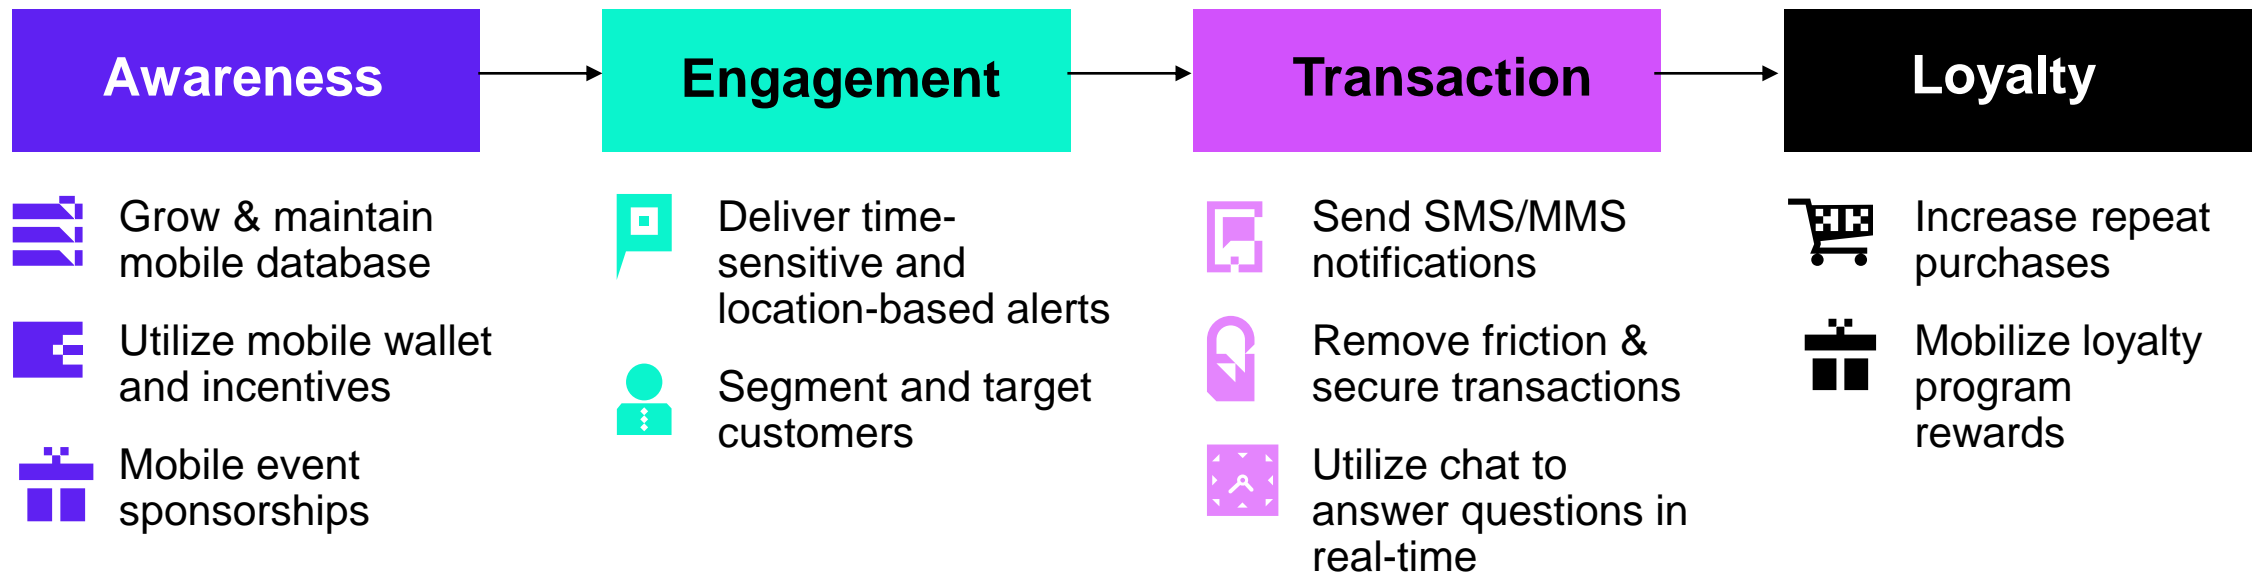 Awareness
Engagement
Transaction
Loyalty
Grow & maintain
mobile database
Utilize mobile wallet
and incentives
Mobile event
sponsorships
Deliver time-
sensitive and
location-based alerts
Segment and target
customers
Send SMS/MMS
notifications
Remove friction &
secure transactions
Utilize chat to
answer questions in
real-time
Increase repeat
purchases
Mobilize loyalty
program
rewards